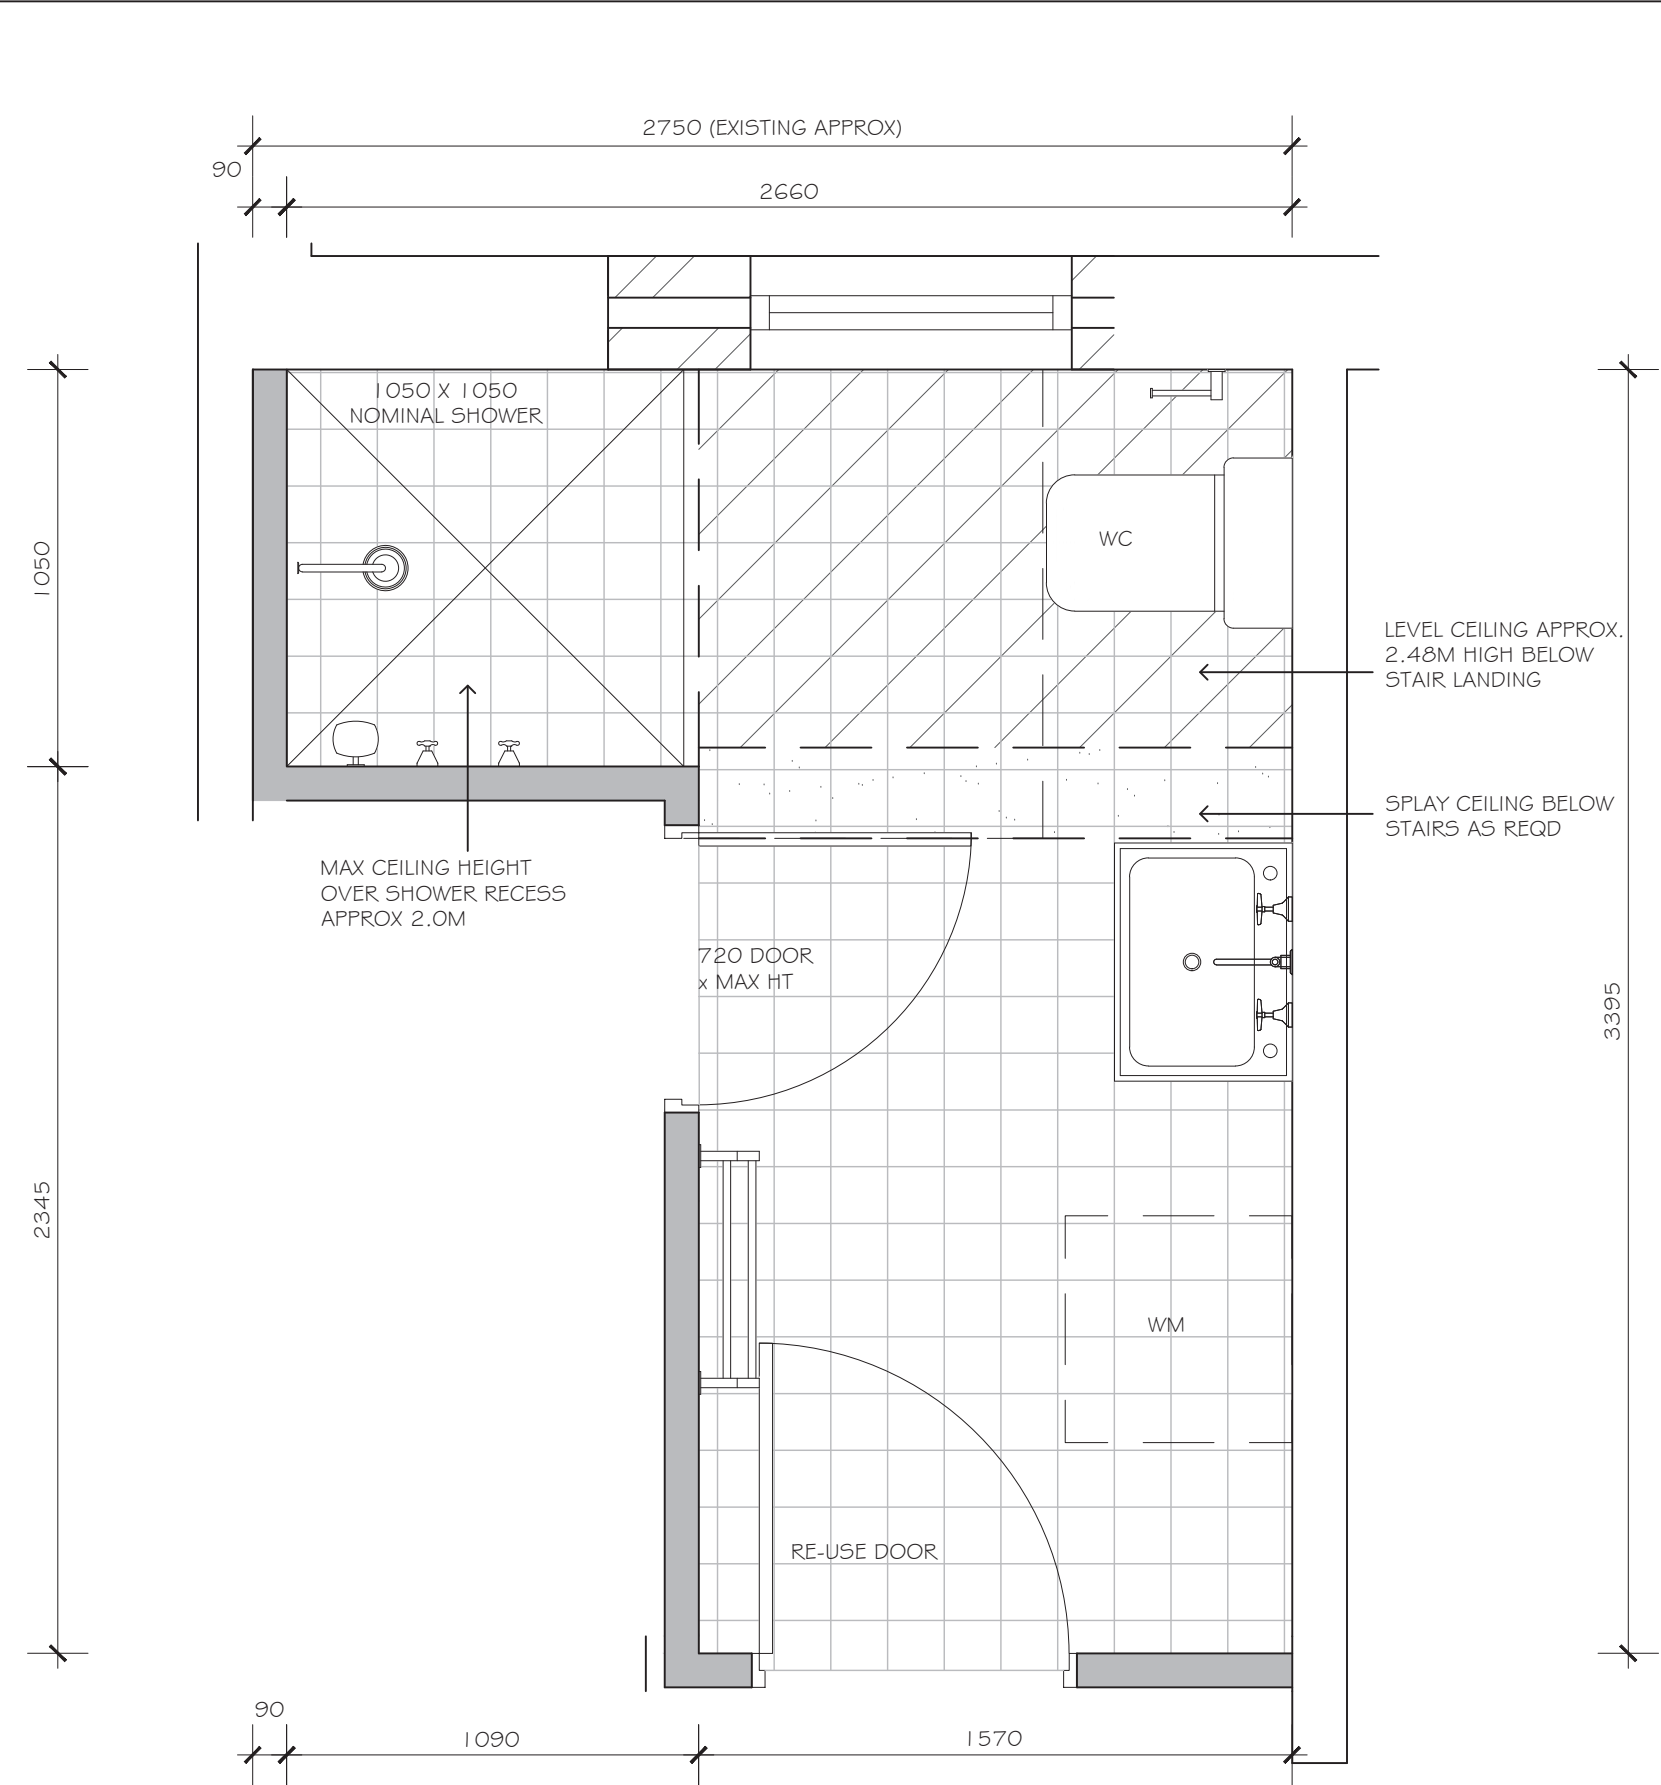 2750 (EXISTING APPROX)
90
2660
1050 X 1050
NOMINAL SHOWER
1050
WC
LEVEL CEILING APPROX.
2.48M HIGH BELOW
STAIR LANDING
SPLAY CEILING BELOW
STAIRS AS REQD
MAX CEILING HEIGHT
OVER SHOWER RECESS
APPROX 2.0M
720 DOOR
x MAX HT
3395
2345
WM
RE-USE DOOR
90
1090
1570